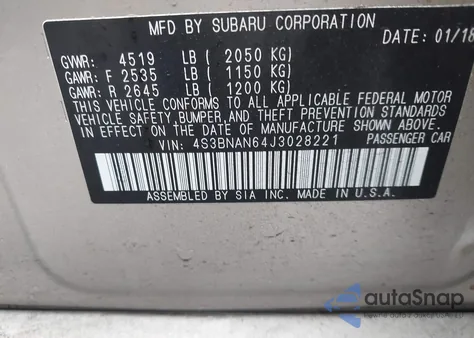 MFD BY SUBARU CORPORATION
DATE: 01/18
GVWR: 4519 LB ( 2050 KG)
GAWR: F 2535 LB ( 1150 KG)
GAWR: R 2645 LB ( 1200 KG)
THIS VEHICLE CONFORMS TO ALL APPLICABLE FEDERAL MOTOR
VEHICLE SAFETY, BUMPER, AND THEFT PREVENTION STANDARDS
IN EFFECT ON THE DATE OF MANUFACTURE SHOWN ABOVE.
VIN: 4S3BNAN64J3028221 PASSENGER CAR
ASSEMBLED BY SIA INC. MADE IN U.S.A.
autoSnap